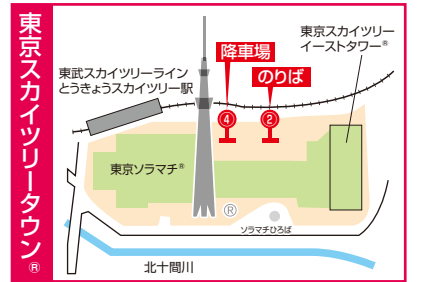 東京スカイツリータウン®
東京スカイツリー
イーストタワー®
降車場
のりば
東武スカイツリーライン
とうきょうスカイツリー駅
④
②
東京ソラマチ®
®
ソラマチひろば
北十間川